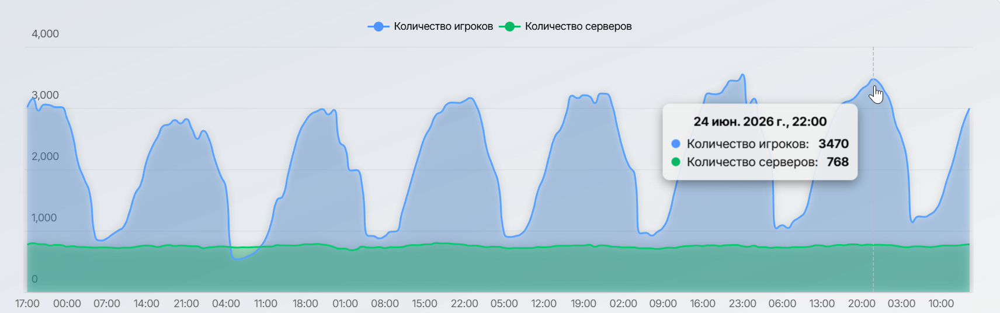 Количество игроков Количество серверов
4,000
3,000
2,000
1,000
0
24 июн. 2026 г., 22:00
Количество игроков: 3470
Количество серверов: 768
17:00 00:00 07:00 14:00 21:00 04:00 11:00 18:00 01:00 08:00 15:00 22:00 05:00 12:00 19:00 02:00 09:00 16:00 23:00 06:00 13:00 20:00 03:00 10:00